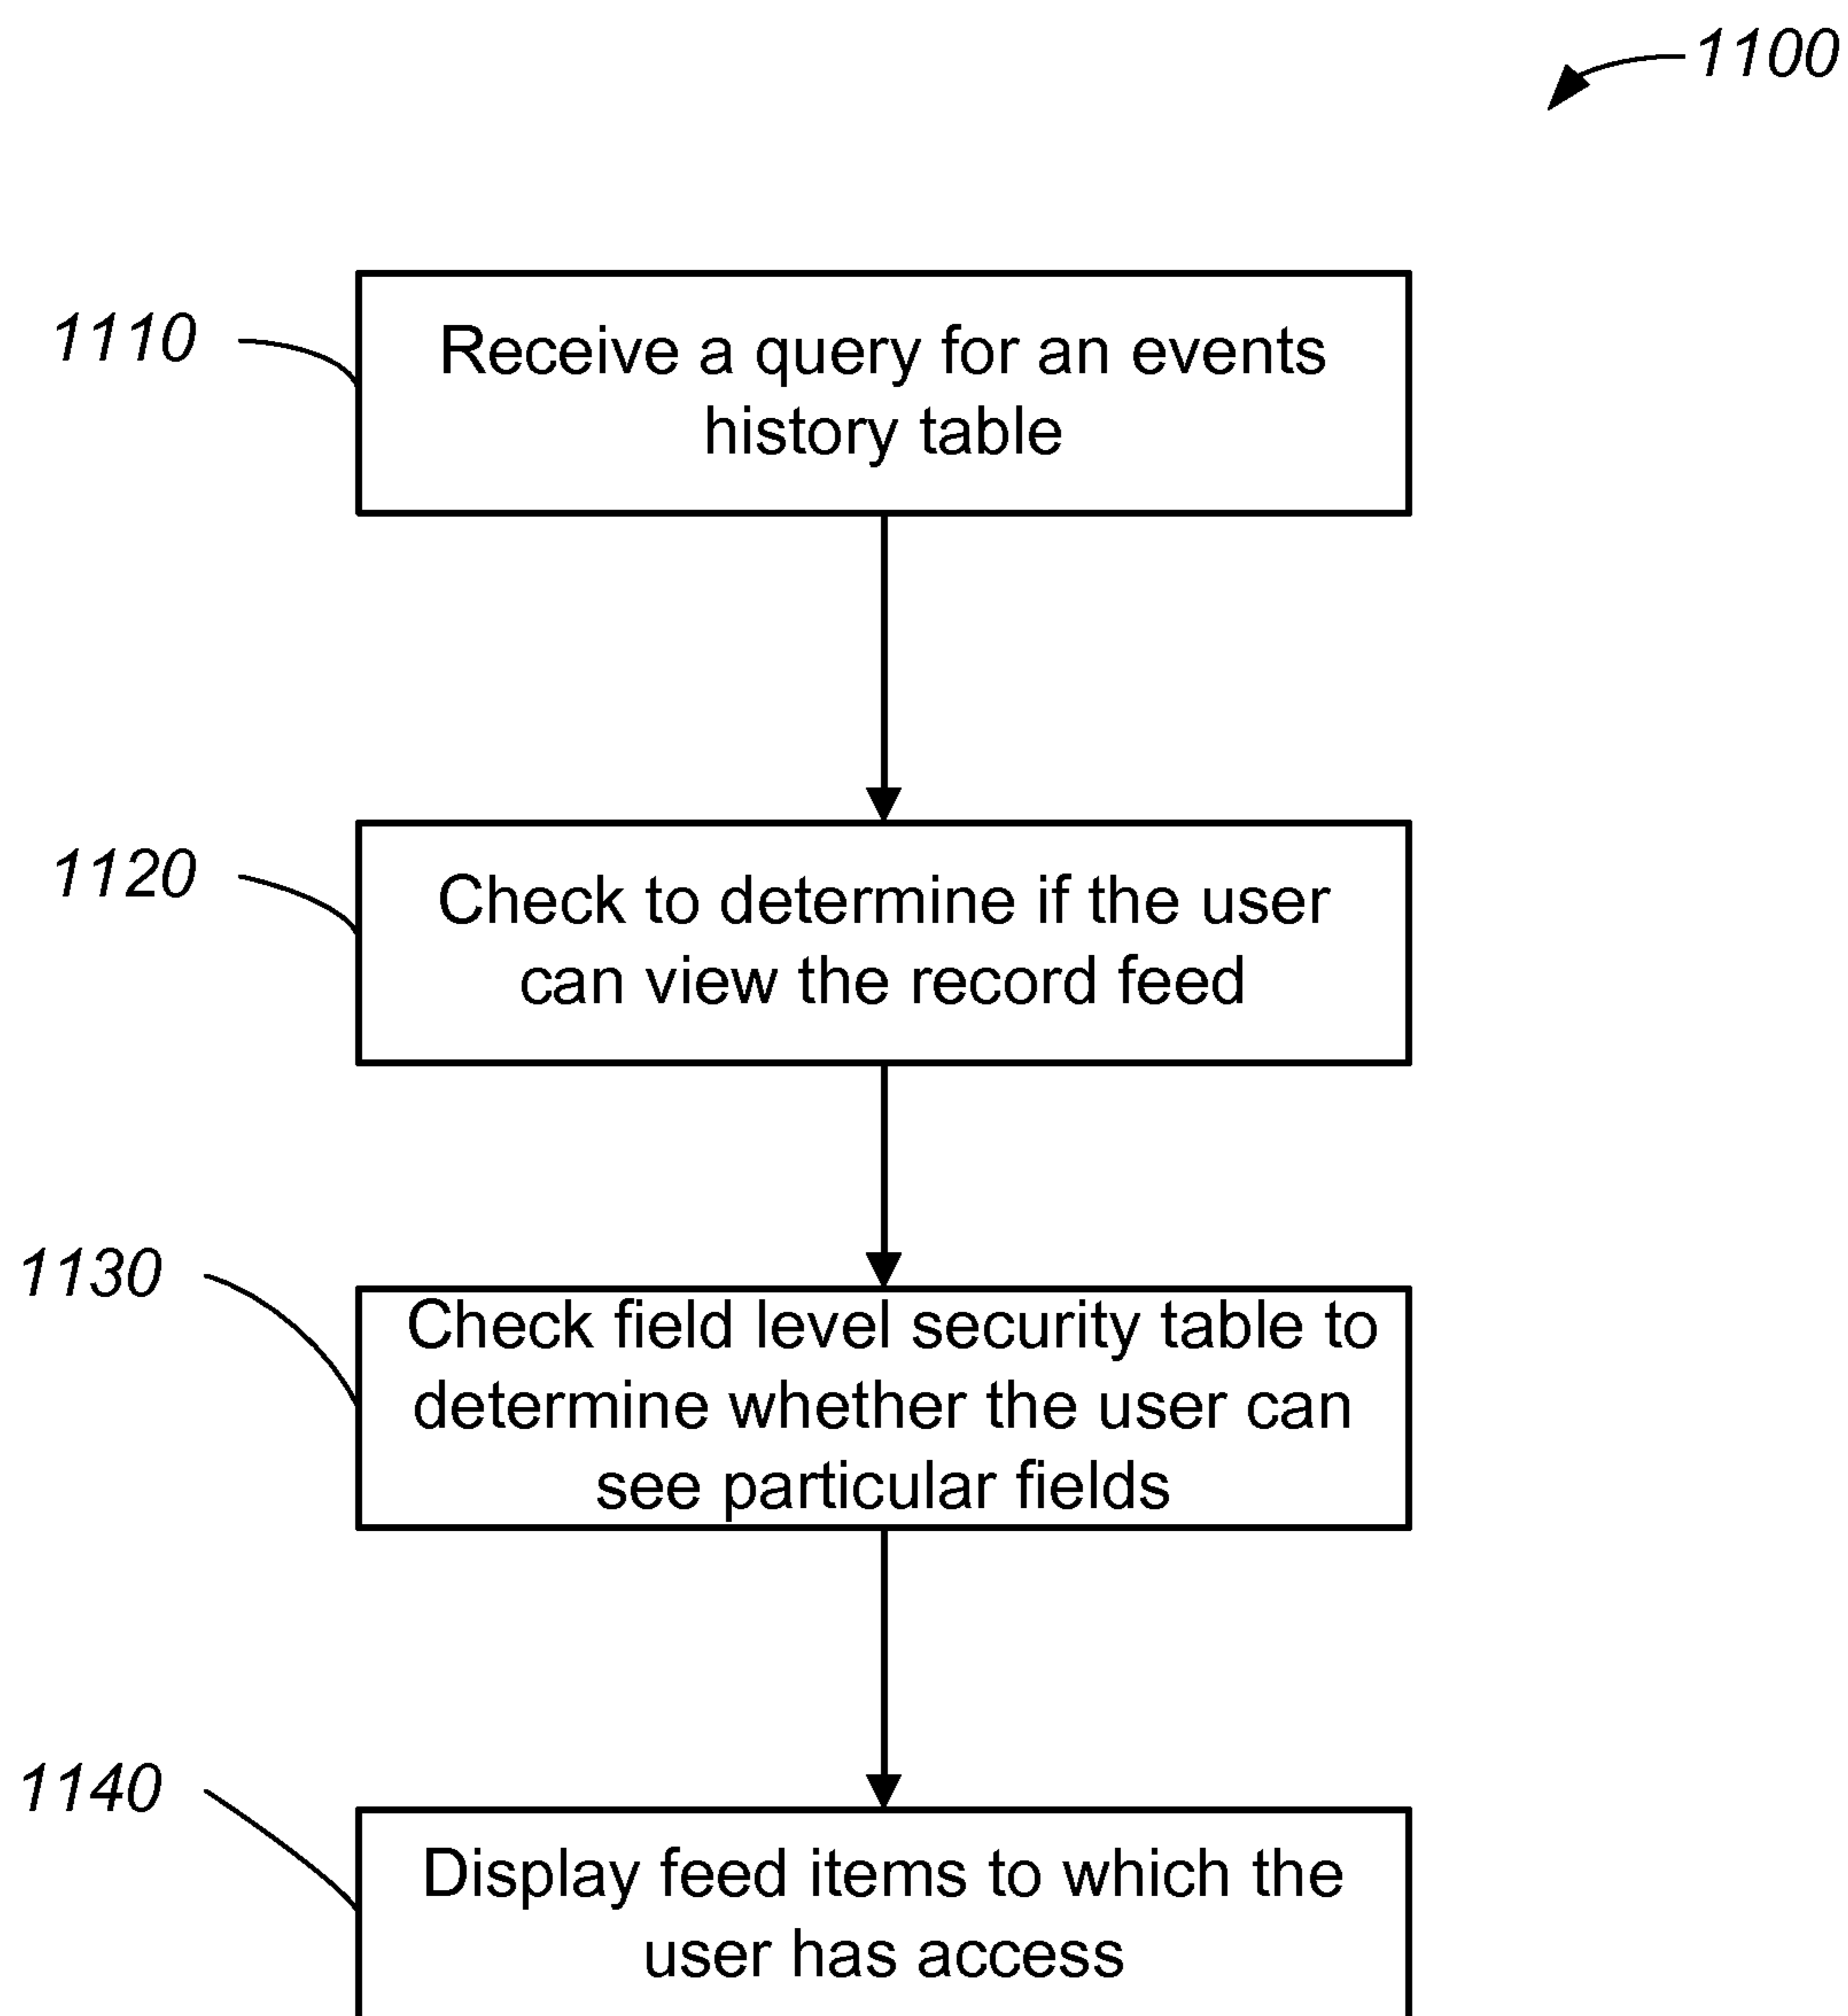 1100
1110
Receive a query for an events
history table
1120
Check to determine if the user
can view the record feed
1130
Check field level security table to
determine whether the user can
see particular fields
1140
Display feed items to which the
user has access